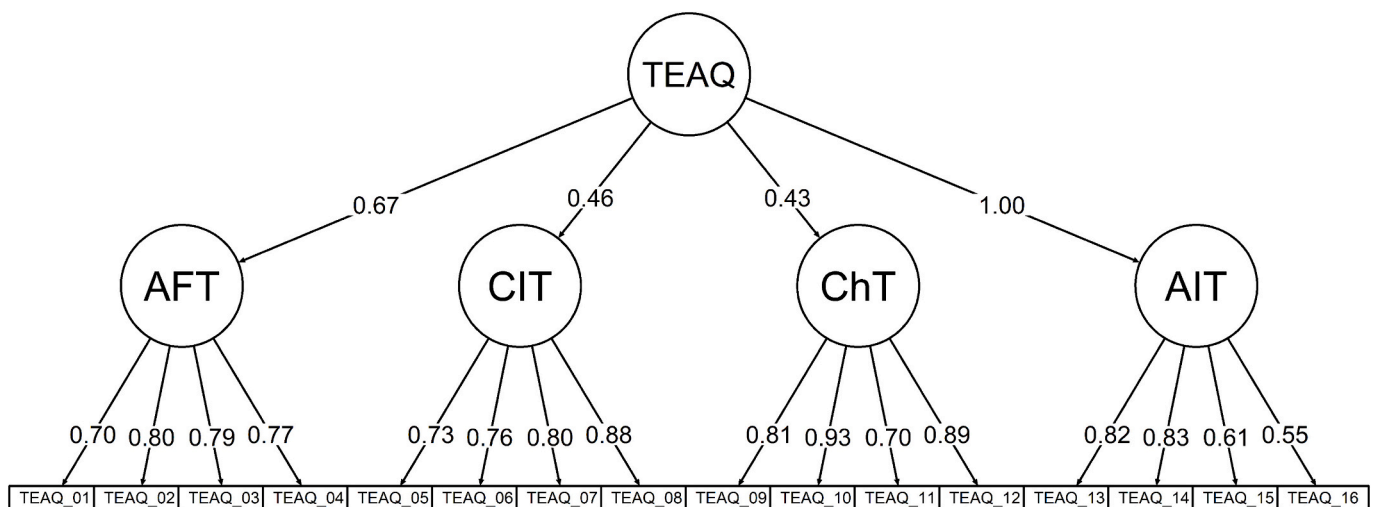 TEAQ
0.67 0.46 0.43 1.00
AFT CIT ChT AIT
0.70 0.80 0.79 0.77 0.73 0.76 0.80 0.88 0.81 0.93 0.70 0.89 0.82 0.83 0.61 0.55
TEAQ_01 TEAQ_02 TEAQ_03 TEAQ_04 TEAQ_05 TEAQ_06 TEAQ_07 TEAQ_08 TEAQ_09 TEAQ_10 TEAQ_11 TEAQ_12 TEAQ_13 TEAQ_14 TEAQ_15 TEAQ_16